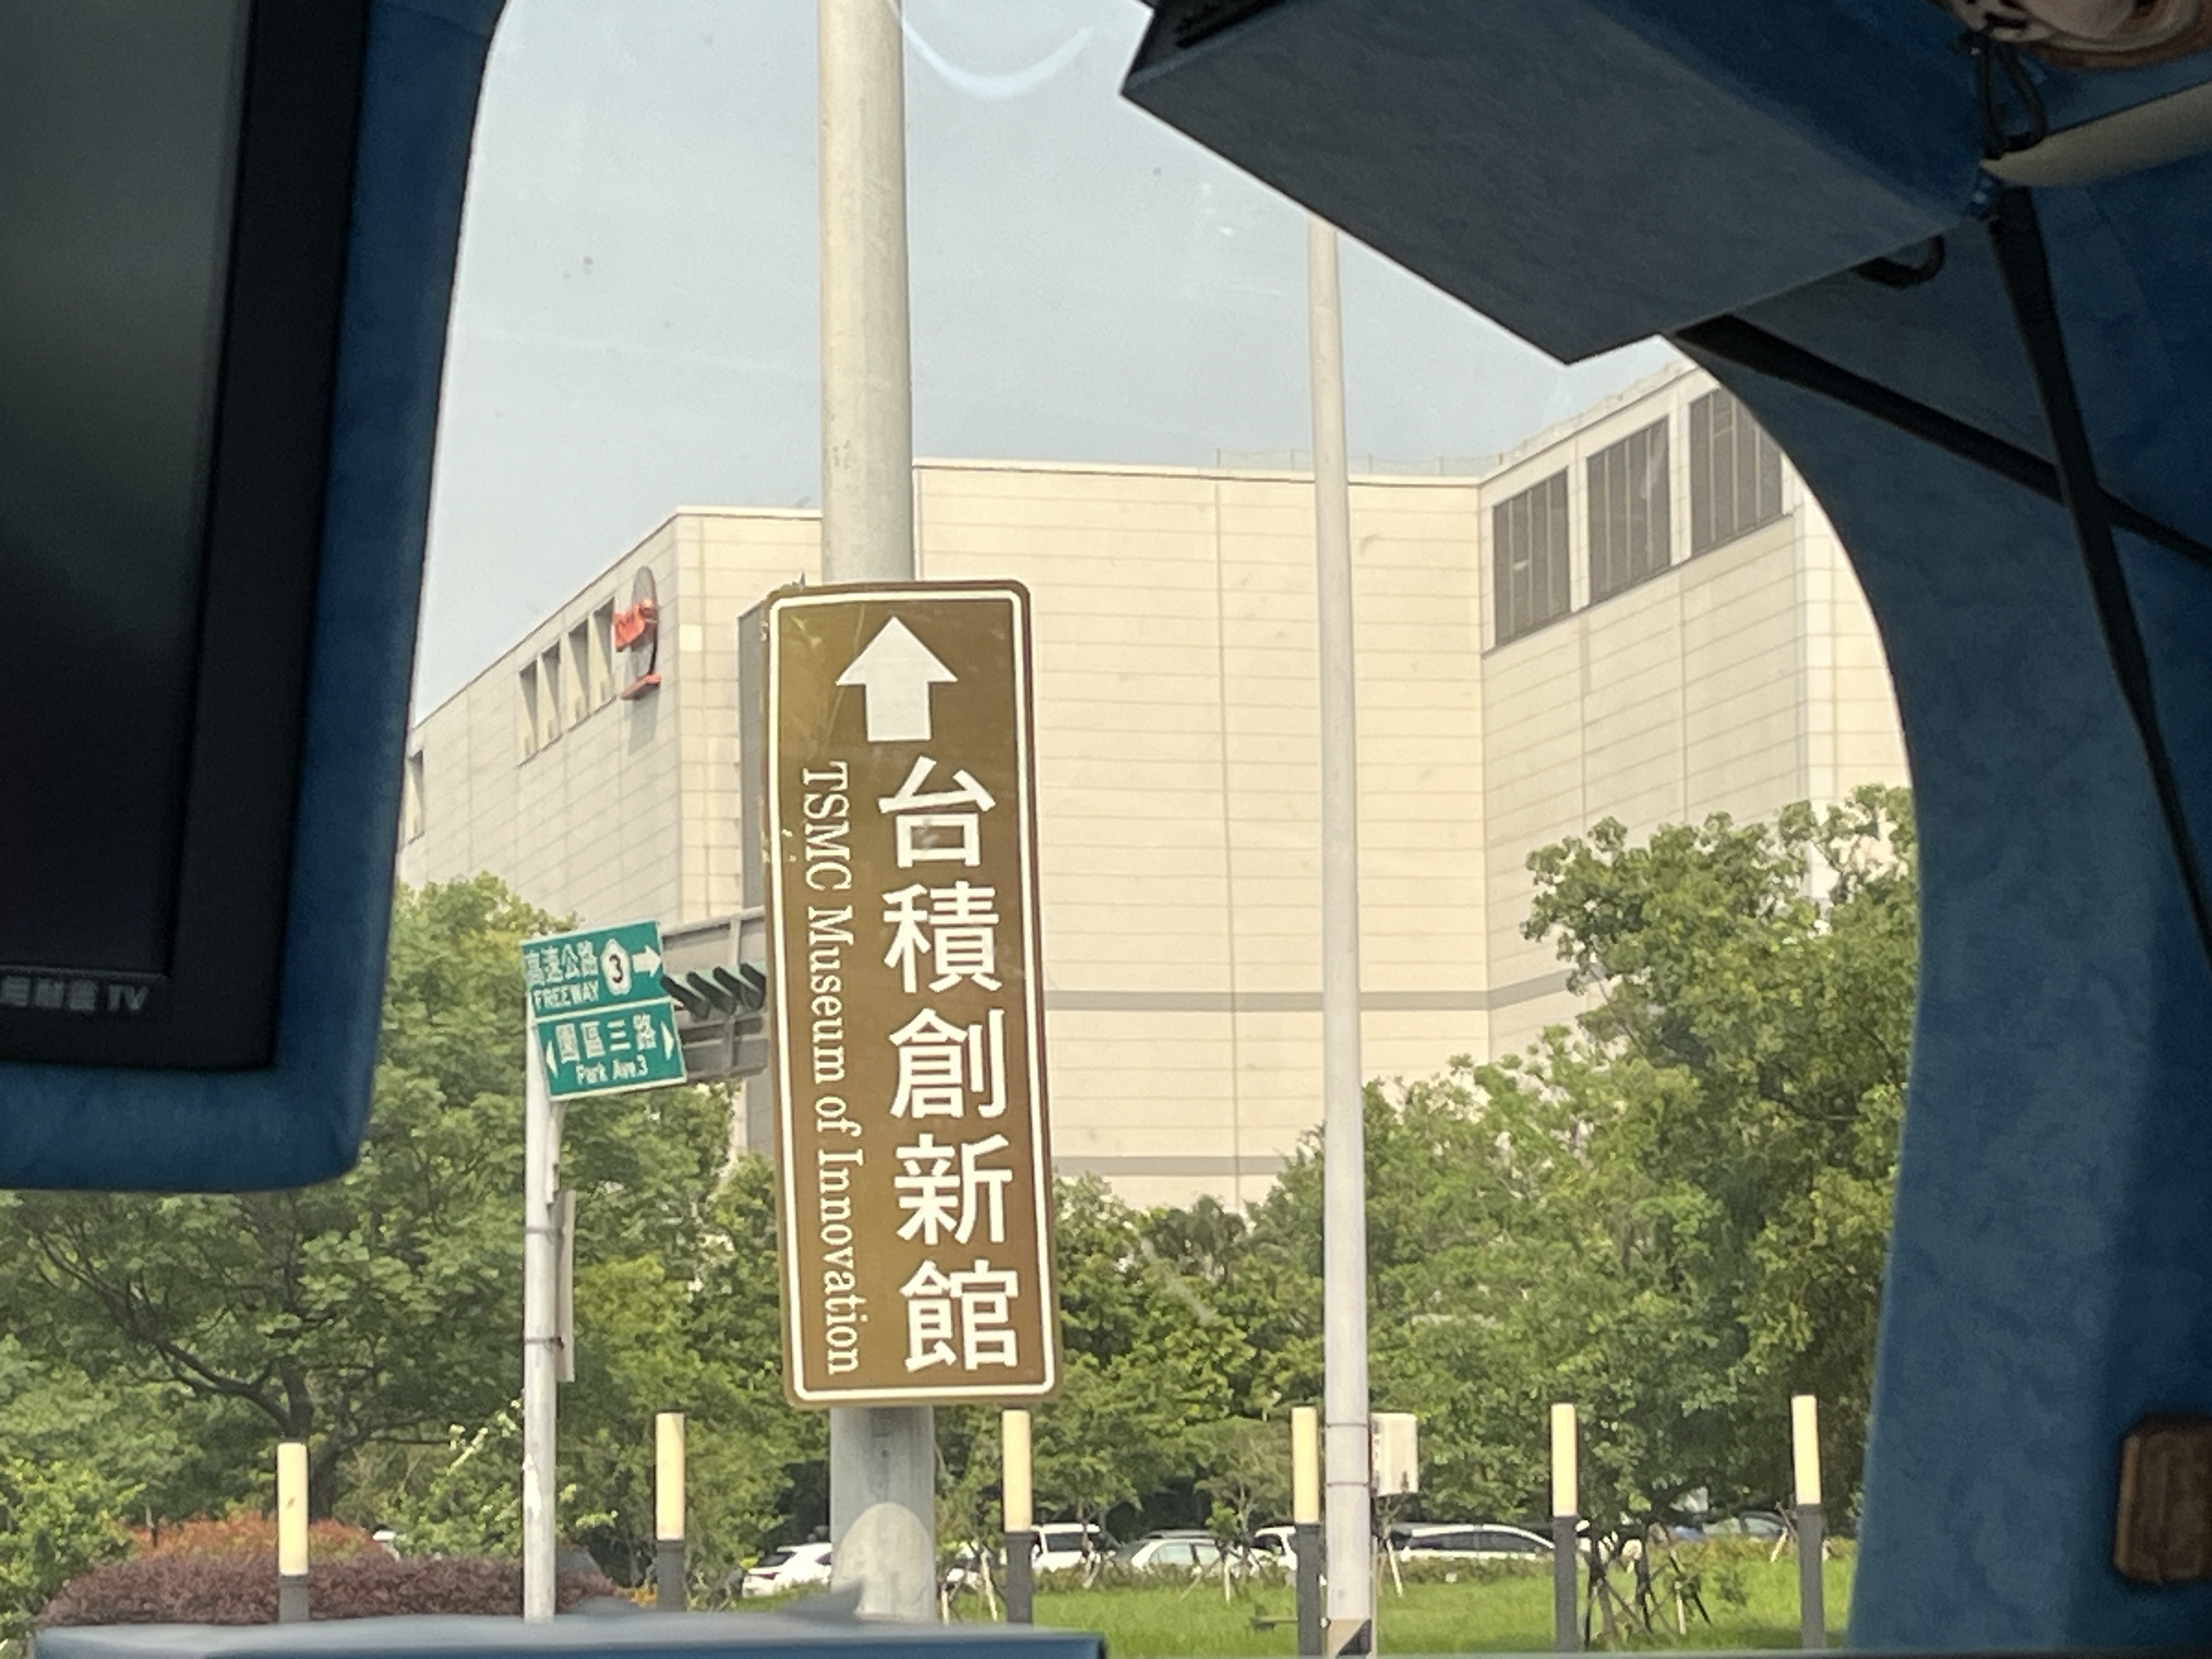 台積創新館
TSMC Museum of Innovation
高速公路 3
FREEWAY
園區三路
Park Ave.3
TV